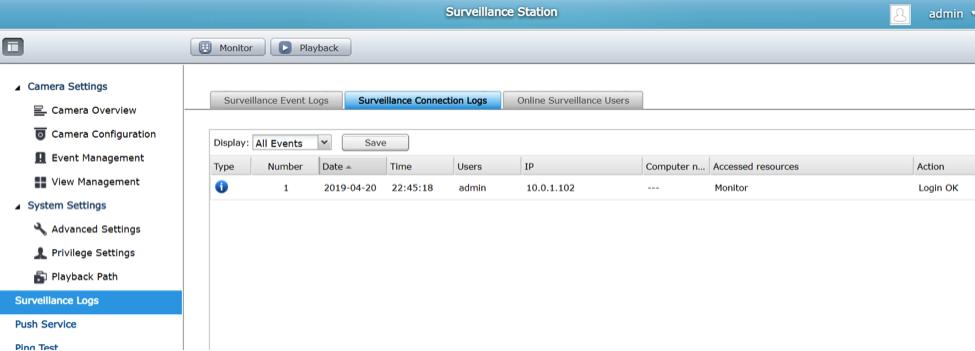 Surveillance Station
admin
Monitor Playback
Camera Settings
Camera Overview
Camera Configuration
Event Management
View Management
System Settings
Advanced Settings
Privilege Settings
Playback Path
Surveillance Logs
Push Service
Ping Test
Surveillance Event Logs Surveillance Connection Logs Online Surveillance Users
Display: All Events Save
Type Number Date Time Users IP Computer n... Accessed resources Action
1 2019-04-20 22:45:18 admin 10.0.1.102 --- Monitor Login OK